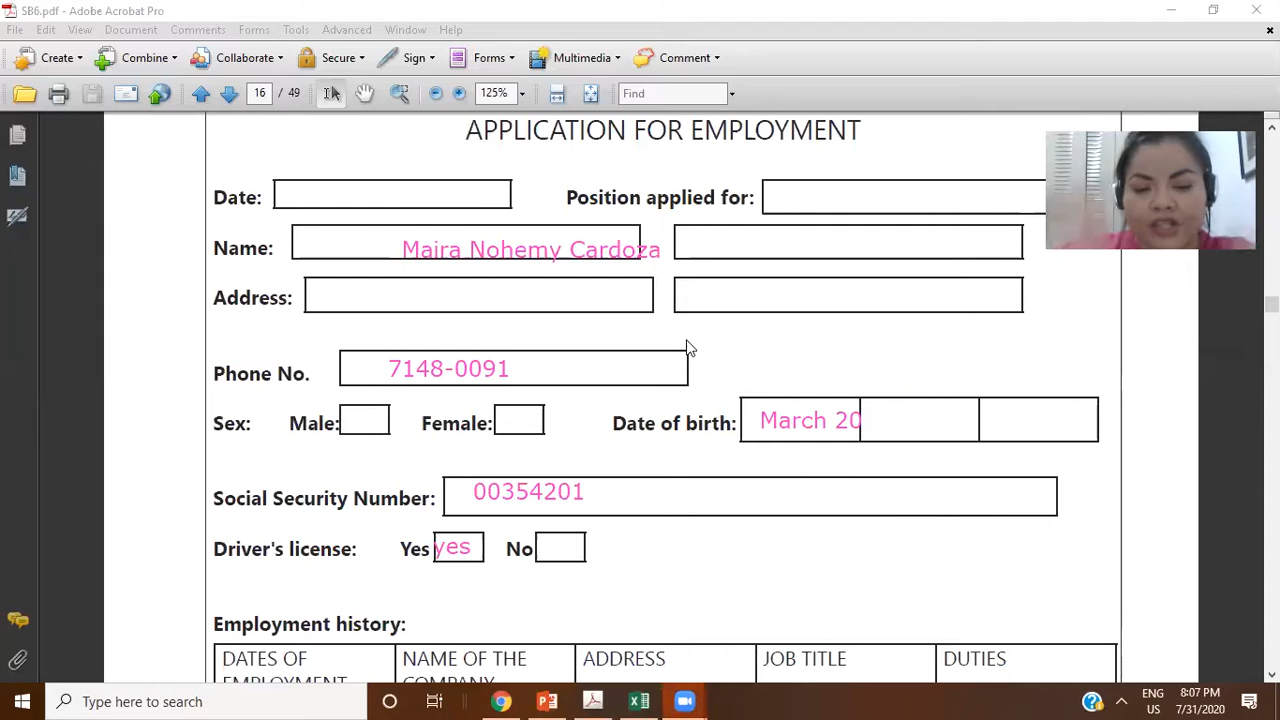 SB6.pdf - Adobe Acrobat Pro
File Edit View Document Comments Forms Tools Advanced Window Help
Create Combine Collaborate Secure Sign Forms Multimedia Comment
16 / 49 125% Find
APPLICATION FOR EMPLOYMENT
Date: Position applied for:
Name: Maira Nohemy Cardoza
Address:
Phone No. 7148-0091
Sex: Male: Female: Date of birth: March 20
Social Security Number: 00354201
Driver's license: Yes yes No
Employment history:
DATES OF NAME OF THE ADDRESS JOB TITLE DUTIES
EMPLOYMENT COMPANY
Type here to search
ENG 8:07 PM
US 7/31/2020